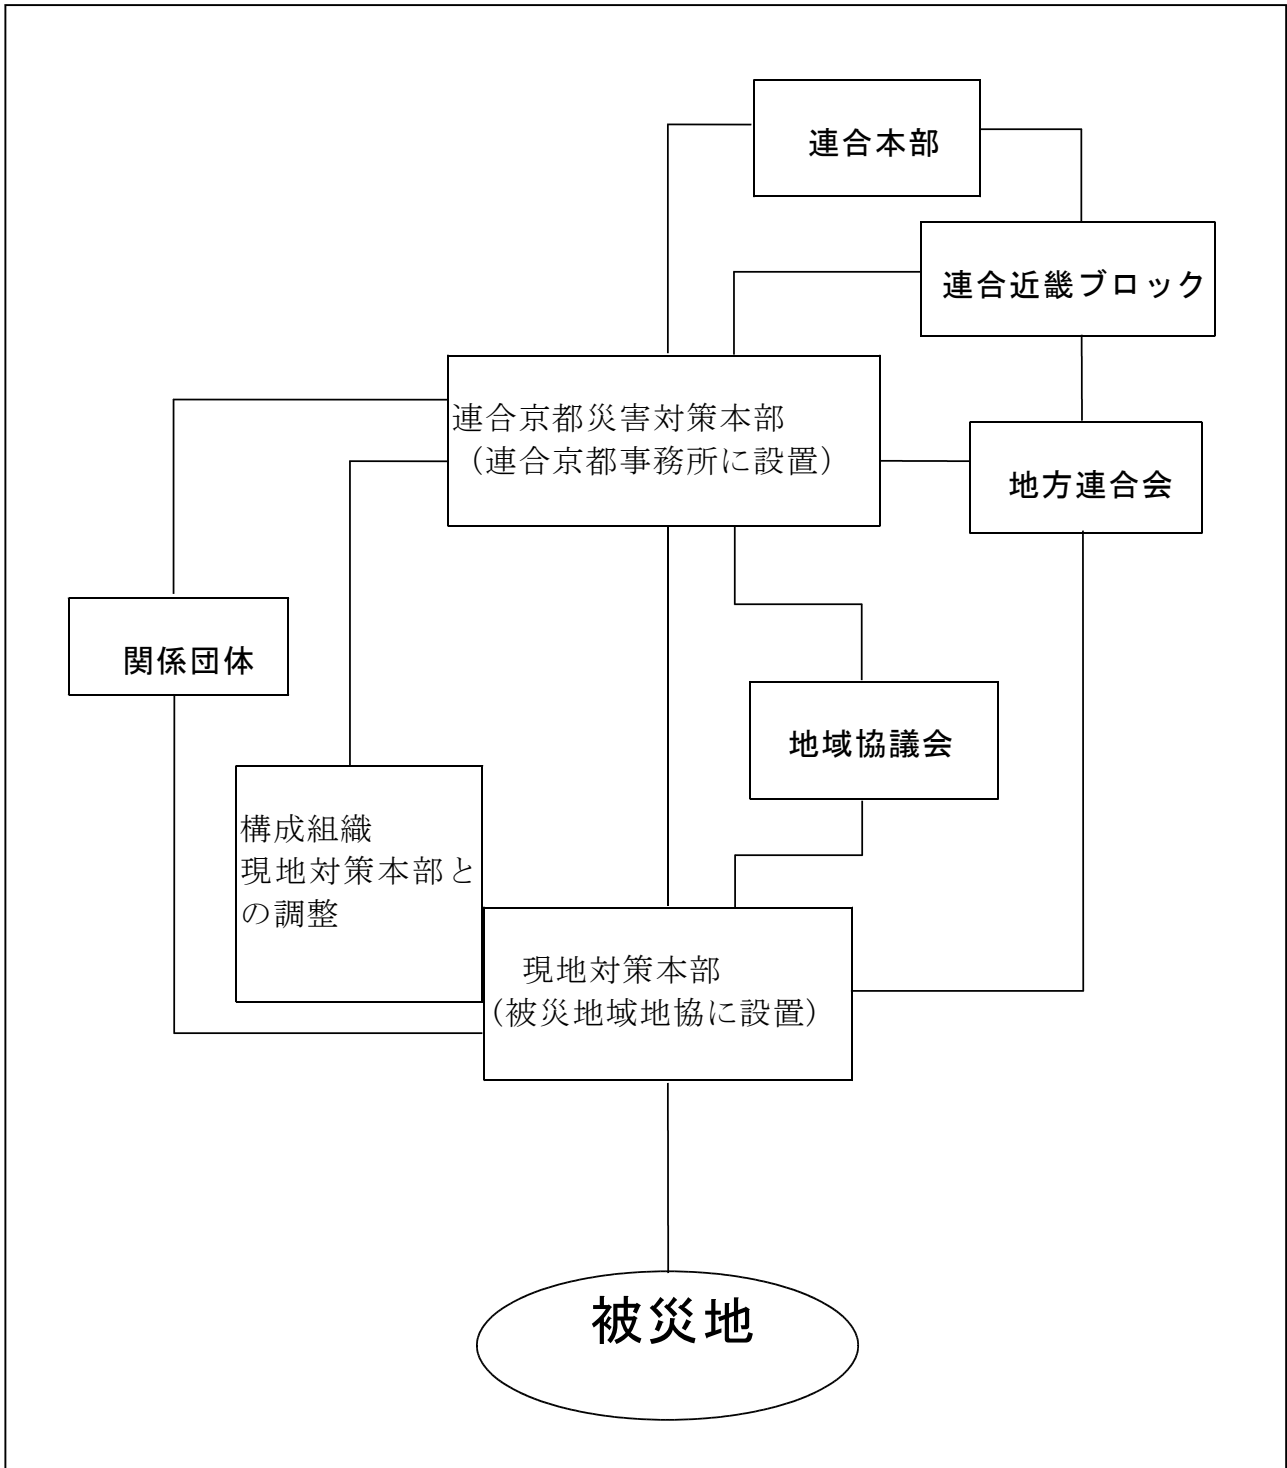 連合本部
連合近畿ブロック
連合京都災害対策本部
（連合京都事務所に設置）
地方連合会
関係団体
地域協議会
構成組織
現地対策本部と
の調整
現地対策本部
（被災地域地協に設置）
被災地